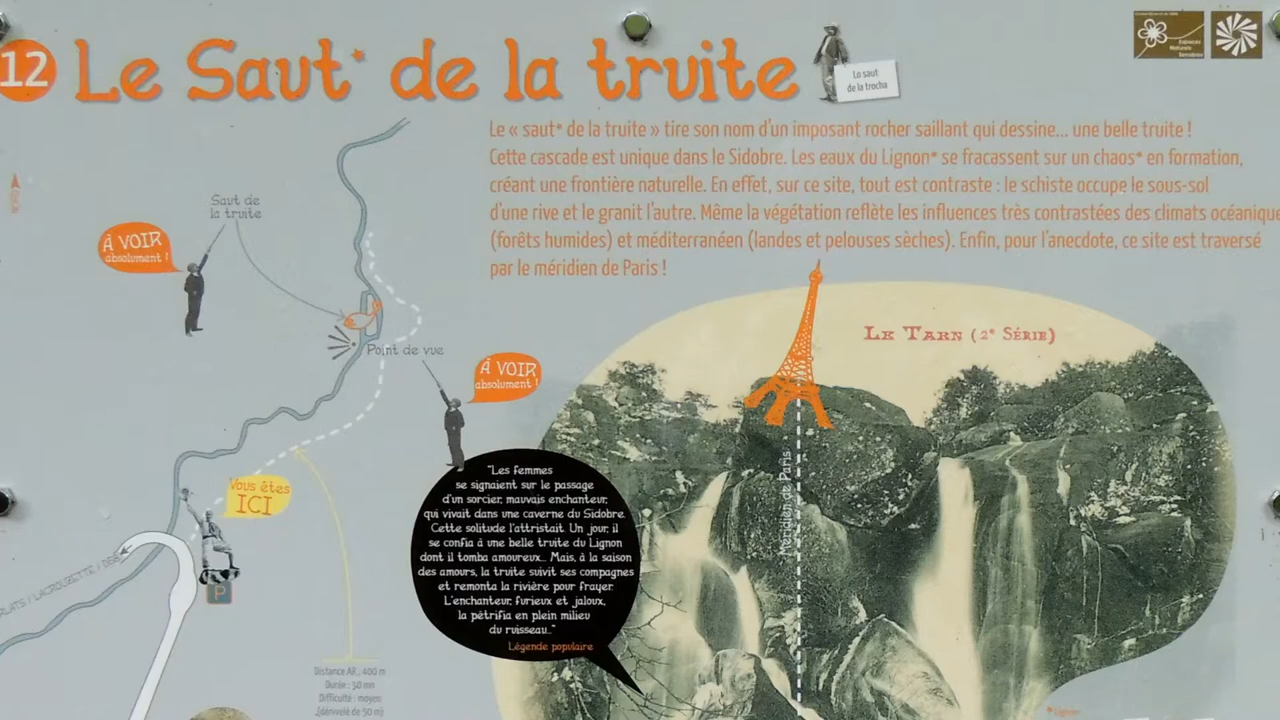 12 Le Saut* de la truite
Lo saut
de la trocha
Espaces
Naturels
Sensibles
Le « saut* de la truite » tire son nom d'un imposant rocher saillant qui dessine... une belle truite !
Cette cascade est unique dans le Sidobre. Les eaux du Lignon* se fracassent sur un chaos* en formation,
créant une frontière naturelle. En effet, sur ce site, tout est contraste : le schiste occupe le sous-sol
d'une rive et le granit l'autre. Même la végétation reflète les influences très contrastées des climats océanique
(forêts humides) et méditerranéen (landes et pelouses sèches). Enfin, pour l'anecdote, ce site est traversé
par le méridien de Paris !
Saut de
la truite
À VOIR
absolument !
Point de vue
À VOIR
absolument !
Vous êtes
ICI
P
RLATS / LACROUZETTE /
Distance AR : 400 m
Durée : 30 mn
Difficulté : moyen
(dénivelé de 50 m)
Le Tarn (2e Série)
Méridien de Paris
"Les femmes
se signaient sur le passage
d'un sorcier, mauvais enchanteur,
qui vivait dans une caverne du Sidobre.
Cette solitude l'attristait. Un jour, il
se confia à une belle truite du Lignon
dont il tomba amoureux... Mais, à la saison
des amours, la truite suivit ses compagnes
et remonta la rivière pour frayer.
L'enchanteur, furieux et jaloux,
la pétrifia en plein milieu
du ruisseau..."
Légende populaire
* Lignon